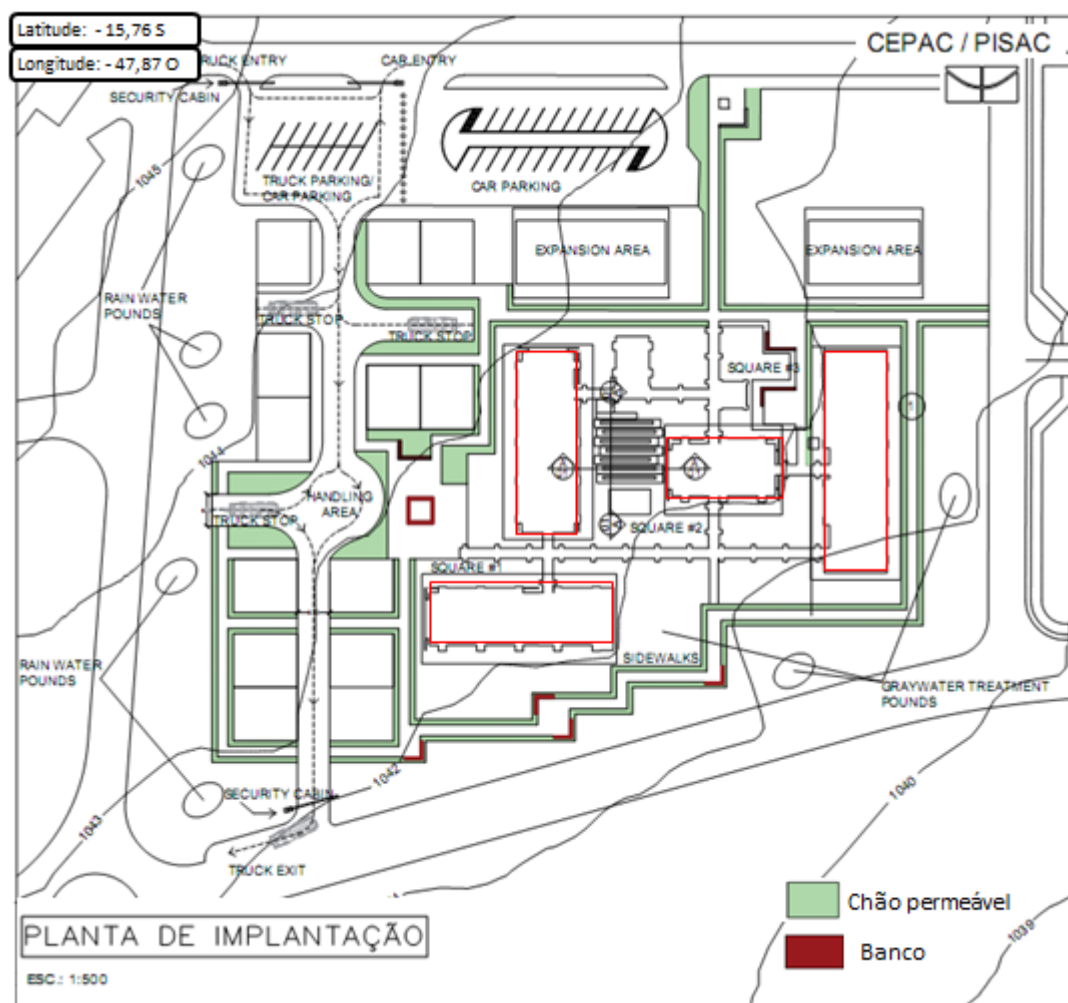 Latitude: - 15,76 S
Longitude: - 47,87 O
CEPAC / PISAC
TRUCK ENTRY
CAR ENTRY
SECURITY CABIN
TRUCK PARKING/
CAR PARKING
CAR PARKING
1045
EXPANSION AREA
EXPANSION AREA
RAIN WATER
POUNDS
TRUCK STOP
TRUCK STOP
SQUARE #3
1
1044
HANDLING
AREA
TRUCK STOP
SQUARE #2
SQUARE #1
SIDEWALKS
RAIN WATER
POUNDS
GRAYWATER TREATMENT
POUNDS
1042
1040
SECURITY CABIN
1043
TRUCK EXIT
1039
Chão permeável
Banco
PLANTA DE IMPLANTAÇÃO
ESC.: 1:500